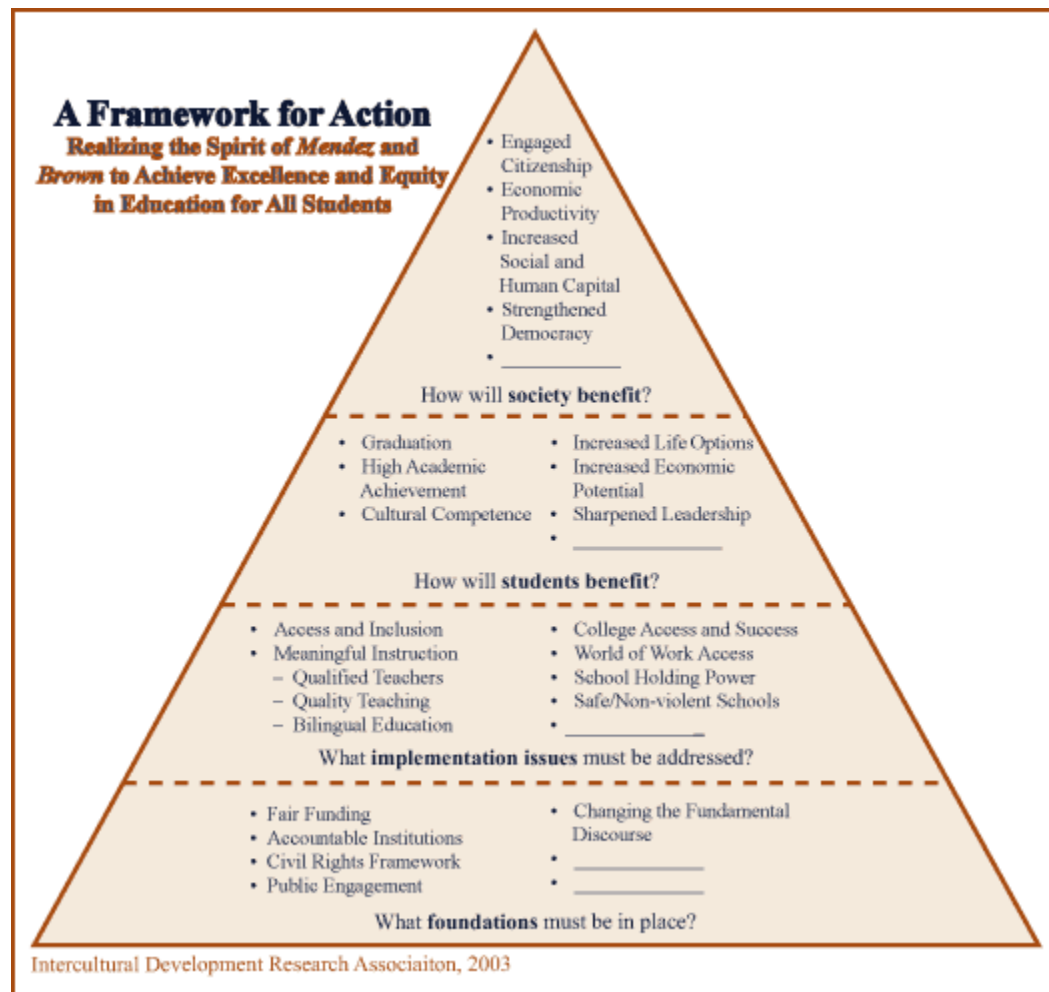 A Framework for Action
Realizing the Spirit of Mendez and
Brown to Achieve Excellence and Equity
in Education for All Students
• Engaged
Citizenship
• Economic
Productivity
• Increased
Social and
Human Capital
• Strengthened
Democracy
• ____________
How will society benefit?
• Graduation
• High Academic
Achievement
• Cultural Competence
• Increased Life Options
• Increased Economic
Potential
• Sharpened Leadership
• _______________
How will students benefit?
• Access and Inclusion
• Meaningful Instruction
– Qualified Teachers
– Quality Teaching
– Bilingual Education
• College Access and Success
• World of Work Access
• School Holding Power
• Safe/Non-violent Schools
• ______________
What implementation issues must be addressed?
• Fair Funding
• Accountable Institutions
• Civil Rights Framework
• Public Engagement
• Changing the Fundamental
Discourse
• _____________
• _____________
What foundations must be in place?
Intercultural Development Research Associaiton, 2003